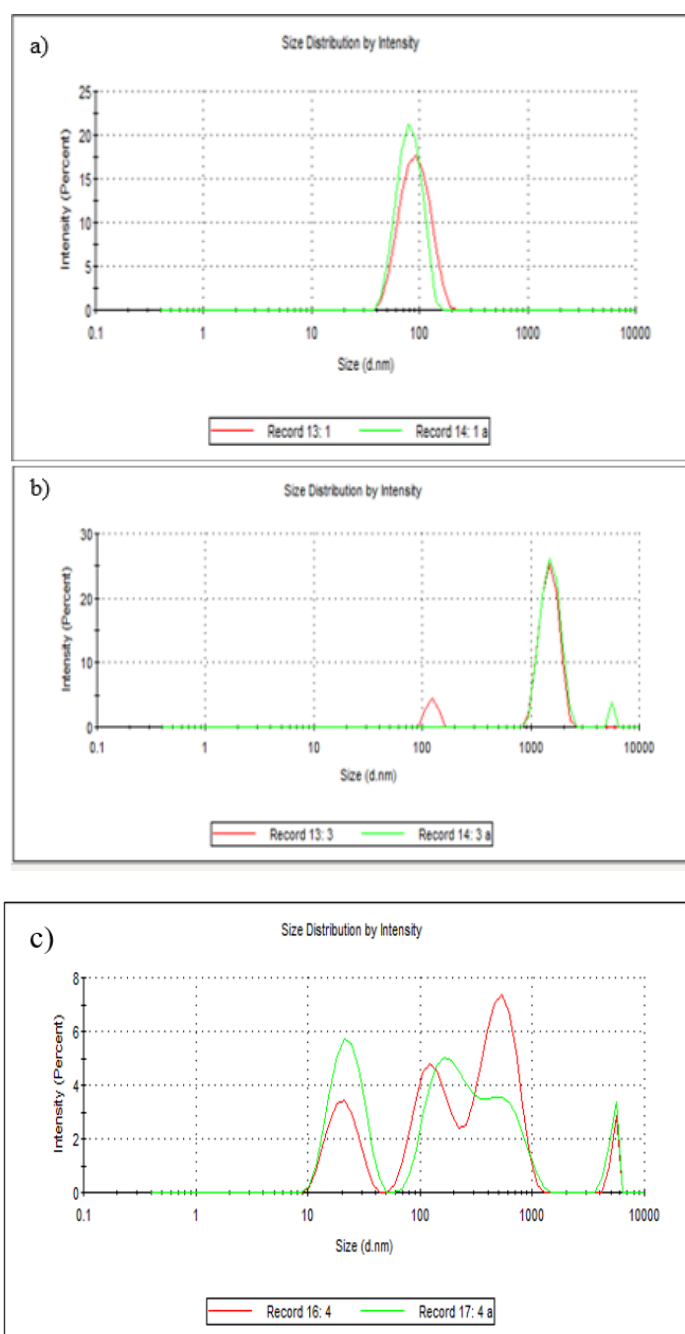 a)
Size Distribution by Intensity
25
20
15
10
5
0
0.1 1 10 100 1000 10000
Intensity (Percent)
Size (d.nm)
Record 13: 1 Record 14: 1 a
b)
Size Distribution by Intensity
30
20
10
0
0.1 1 10 100 1000 10000
Intensity (Percent)
Size (d.nm)
Record 13: 3 Record 14: 3 a
c)
Size Distribution by Intensity
8
6
4
2
0
0.1 1 10 100 1000 10000
Intensity (Percent)
Size (d.nm)
Record 16: 4 Record 17: 4 a